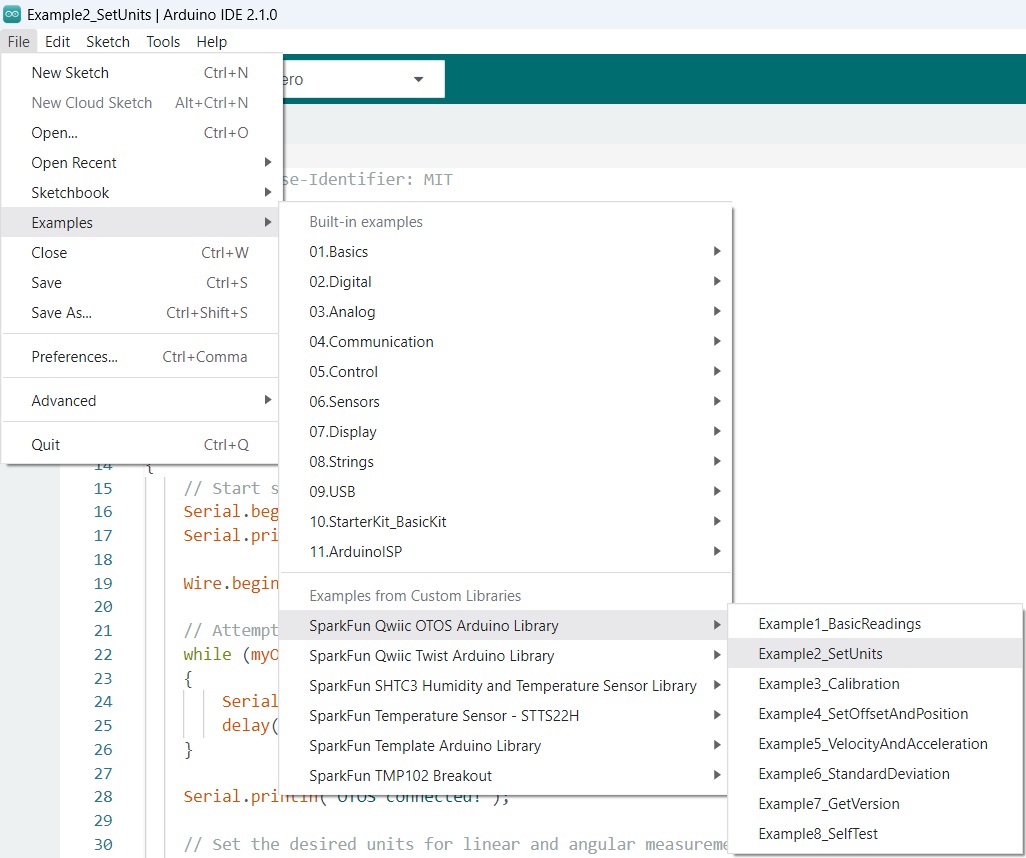 Example2_SetUnits | Arduino IDE 2.1.0
File Edit Sketch Tools Help
New Sketch Ctrl+N
New Cloud Sketch Alt+Ctrl+N
Open... Ctrl+O
Open Recent
Sketchbook
Examples
Close Ctrl+W
Save Ctrl+S
Save As... Ctrl+Shift+S
Preferences... Ctrl+Comma
Advanced
Quit Ctrl+Q
ero
se-Identifier: MIT
Built-in examples
01.Basics
02.Digital
03.Analog
04.Communication
05.Control
06.Sensors
07.Display
08.Strings
09.USB
10.StarterKit_BasicKit
11.ArduinoISP
Examples from Custom Libraries
SparkFun Qwiic OTOS Arduino Library
SparkFun Qwiic Twist Arduino Library
SparkFun SHTC3 Humidity and Temperature Sensor Library
SparkFun Temperature Sensor - STTS22H
SparkFun Template Arduino Library
SparkFun TMP102 Breakout
Example1_BasicReadings
Example2_SetUnits
Example3_Calibration
Example4_SetOffsetAndPosition
Example5_VelocityAndAcceleration
Example6_StandardDeviation
Example7_GetVersion
Example8_SelfTest
14 {
15 // Start s
16 Serial.beg
17 Serial.pri
18
19 Wire.begin
20
21 // Attempt
22 while (myO
23 {
24 Serial
25 delay(
26 }
27
28 Serial.println("OTOS connected!");
29
30 // Set the desired units for linear and angular measureme